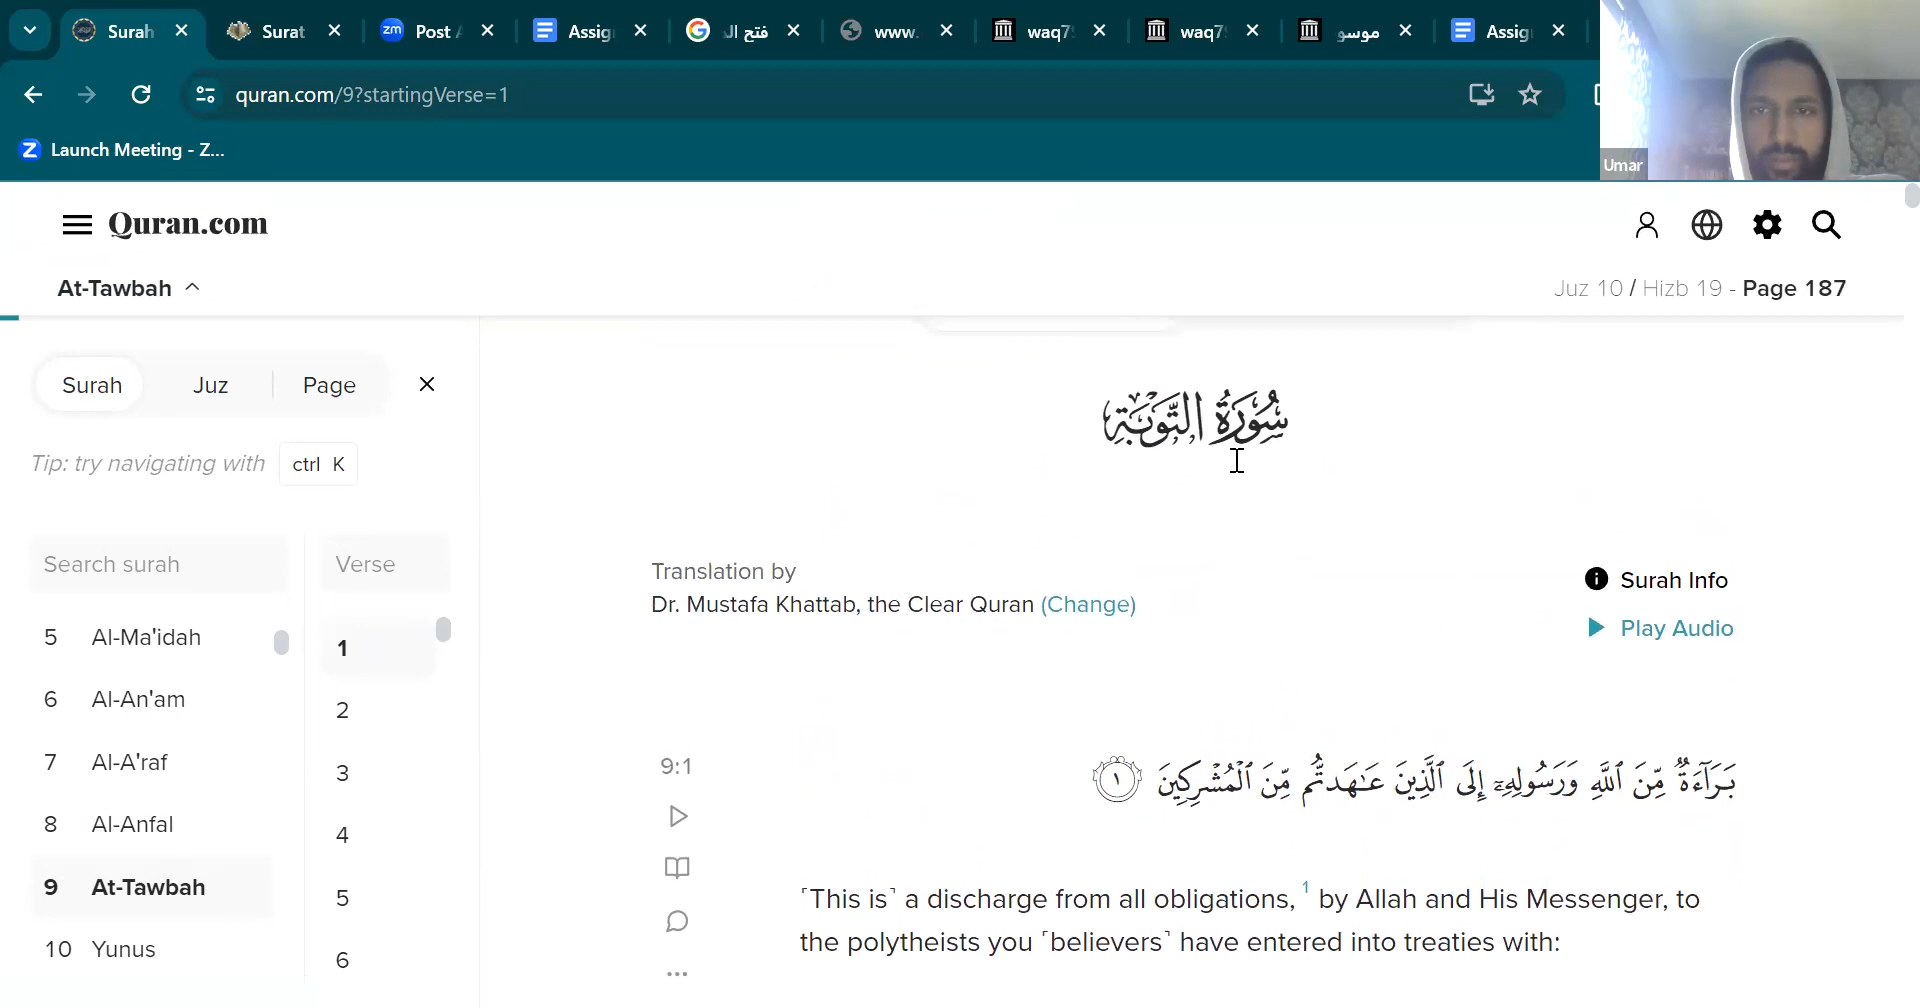 Surah
Surat
Post A
Assig
فتح ال
www.
waq7
waq7
موسو
Assig
quran.com/9?startingVerse=1
Launch Meeting - Z...
Umar
Quran.com
At-Tawbah
Juz 10 / Hizb 19 - Page 187
Surah Juz Page
Tip: try navigating with ctrl K
Search surah
Verse
5 Al-Ma'idah
6 Al-An'am
7 Al-A'raf
8 Al-Anfal
9 At-Tawbah
10 Yunus
1
2
3
4
5
6
سُورَةُ التَّوْبَةِ
Translation by
Dr. Mustafa Khattab, the Clear Quran (Change)
Surah Info
Play Audio
9:1
بَرَآءَةٌ مِّنَ ٱللَّهِ وَرَسُولِهِۦٓ إِلَى ٱلَّذِينَ عَـٰهَدتُّم مِّنَ ٱلْمُشْرِكِينَ ١
˹This is˺ a discharge from all obligations, 1 by Allah and His Messenger, to
the polytheists you ˹believers˺ have entered into treaties with: